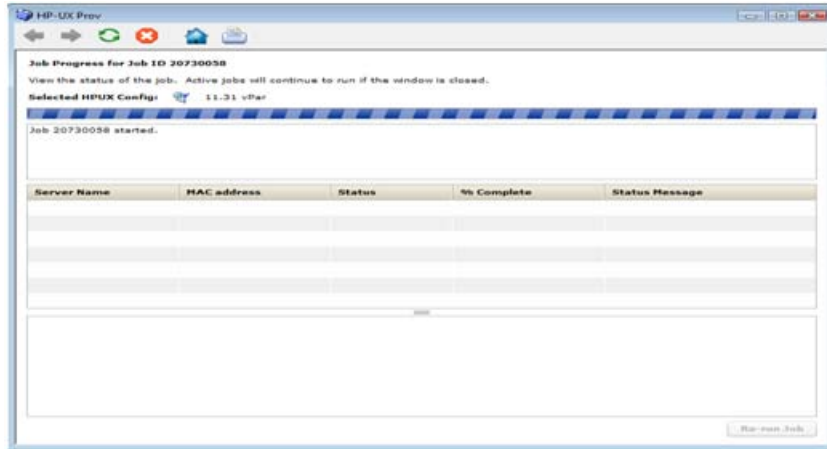 HP-UX Prov
Job Progress for Job ID 20730058
View the status of the job. Active jobs will continue to run if the window is closed.
Selected HPUX Config: 11.31 vPar
Job 20730058 started.
Server Name MAC address Status % Complete Status Message
Re-run Job